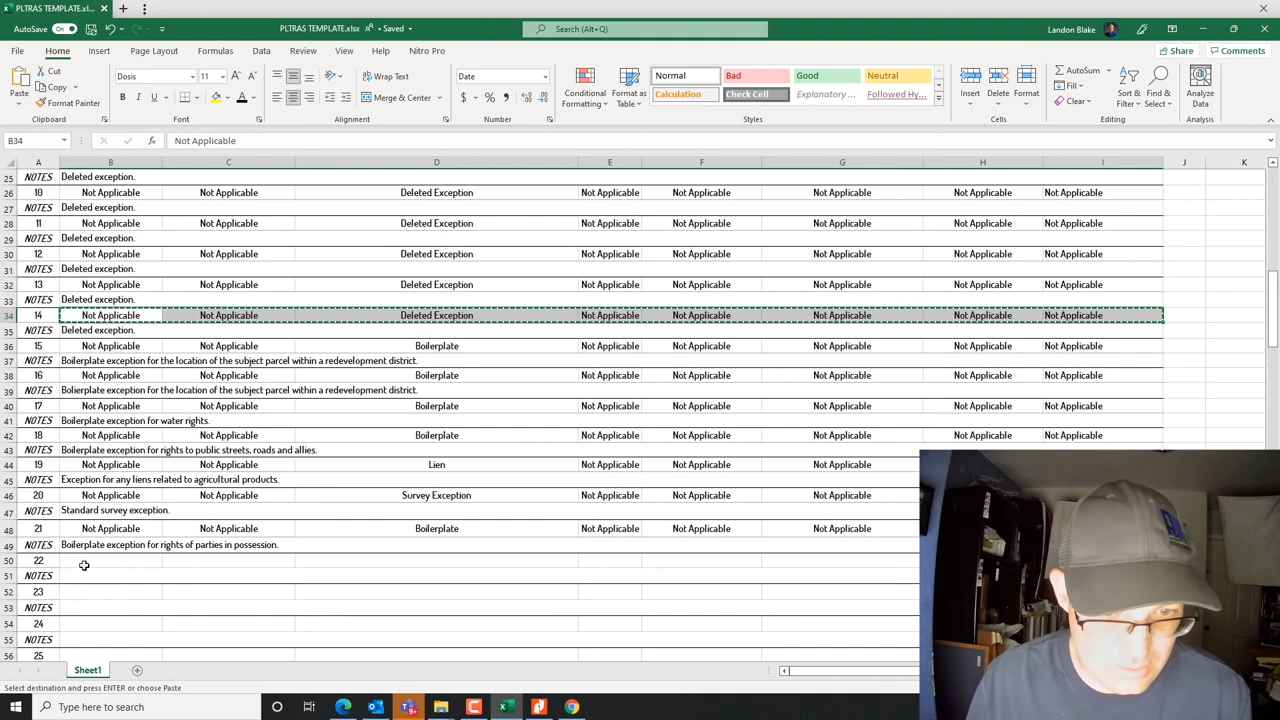 PLTRAS TEMPLATE.xl...
AutoSave On PLTRAS TEMPLATE.xlsx Saved Search (Alt+Q) Landon Blake
File Home Insert Page Layout Formulas Data Review View Help Nitro Pro Share Comments
Paste Cut Copy Format Painter Clipboard
Dosis 11 B I U Font
Wrap Text Merge & Center Alignment
Date $ % Number
Conditional Formatting Format as Table
Normal Bad Good Neutral
Calculation Check Cell Explanatory ... Followed Hy...
Styles
Insert Delete Format Cells
AutoSum Fill Clear Sort & Filter Find & Select Editing
Analyze Data Analysis
B34 fx Not Applicable
A B C D E F G H I J K
25 NOTES Deleted exception.
26 10 Not Applicable Not Applicable Deleted Exception Not Applicable Not Applicable Not Applicable Not Applicable Not Applicable
27 NOTES Deleted exception.
28 11 Not Applicable Not Applicable Deleted Exception Not Applicable Not Applicable Not Applicable Not Applicable Not Applicable
29 NOTES Deleted exception.
30 12 Not Applicable Not Applicable Deleted Exception Not Applicable Not Applicable Not Applicable Not Applicable Not Applicable
31 NOTES Deleted exception.
32 13 Not Applicable Not Applicable Deleted Exception Not Applicable Not Applicable Not Applicable Not Applicable Not Applicable
33 NOTES Deleted exception.
34 14 Not Applicable Not Applicable Deleted Exception Not Applicable Not Applicable Not Applicable Not Applicable Not Applicable
35 NOTES Deleted exception.
36 15 Not Applicable Not Applicable Boilerplate Not Applicable Not Applicable Not Applicable Not Applicable Not Applicable
37 NOTES Boilerplate exception for the location of the subject parcel within a redevelopment district.
38 16 Not Applicable Not Applicable Boilerplate Not Applicable Not Applicable Not Applicable Not Applicable Not Applicable
39 NOTES Bolierplate exception for the location of the subject parcel within a redevelopment district.
40 17 Not Applicable Not Applicable Boilerplate Not Applicable Not Applicable Not Applicable Not Applicable Not Applicable
41 NOTES Boilerplate exception for water rights.
42 18 Not Applicable Not Applicable Boilerplate Not Applicable Not Applicable Not Applicable Not Applicable Not Applicable
43 NOTES Boilerplate exception for rights to public streets, roads and allies.
44 19 Not Applicable Not Applicable Lien Not Applicable Not Applicable Not Applicable
45 NOTES Exception for any liens related to agricultural products.
46 20 Not Applicable Not Applicable Survey Exception Not Applicable Not Applicable Not Applicable
47 NOTES Standard survey exception.
48 21 Not Applicable Not Applicable Boilerplate Not Applicable Not Applicable Not Applicable
49 NOTES Boilerplate exception for rights of parties in possession.
50 22
51 NOTES
52 23
53 NOTES
54 24
55 NOTES
56 25
Sheet1
Select destination and press ENTER or choose Paste
Type here to search